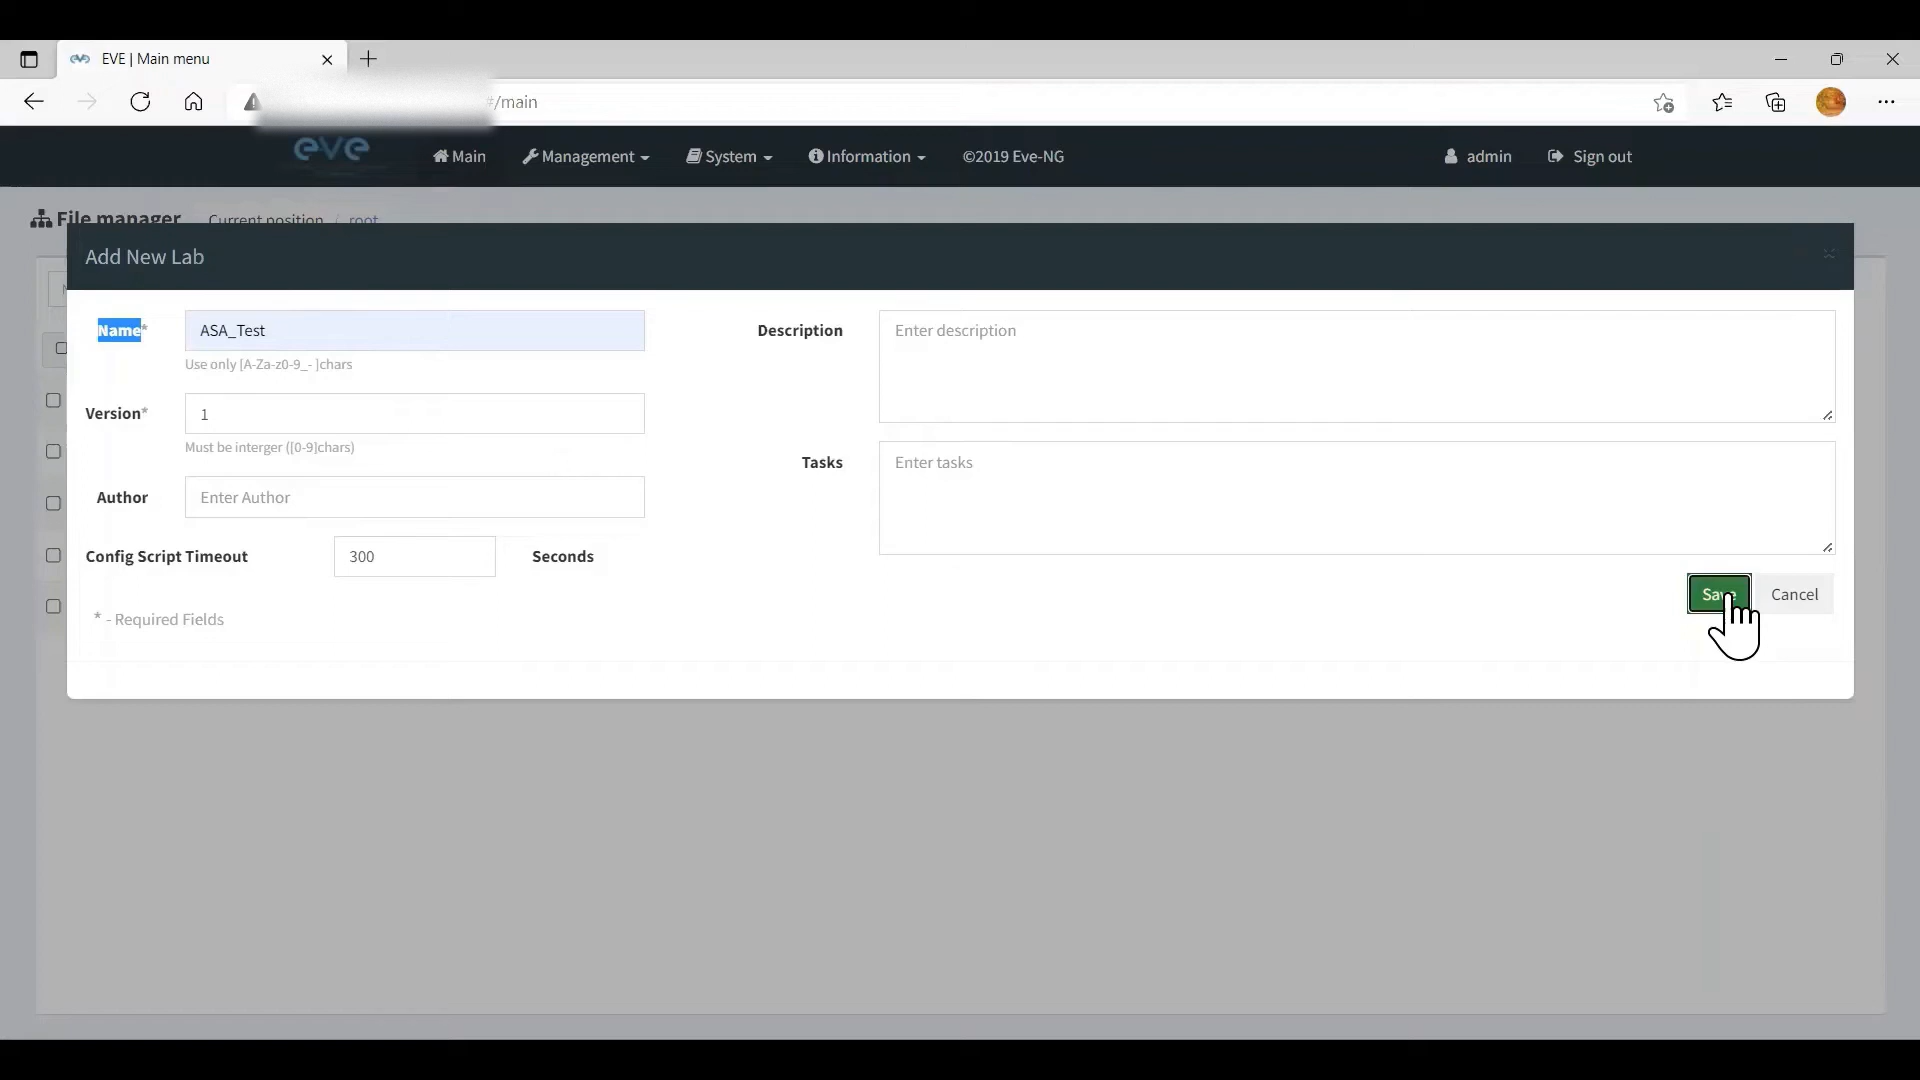 EVE | Main menu
#/main
eve
Main
Management
System
Information
©2019 Eve-NG
admin
Sign out
File manager
Current position / root
Add New Lab
Name*
ASA_Test
Use only [A-Za-z0-9_- ]chars
Version*
1
Must be interger ([0-9]chars)
Author
Enter Author
Config Script Timeout
300
Seconds
* - Required Fields
Description
Enter description
Tasks
Enter tasks
Save
Cancel